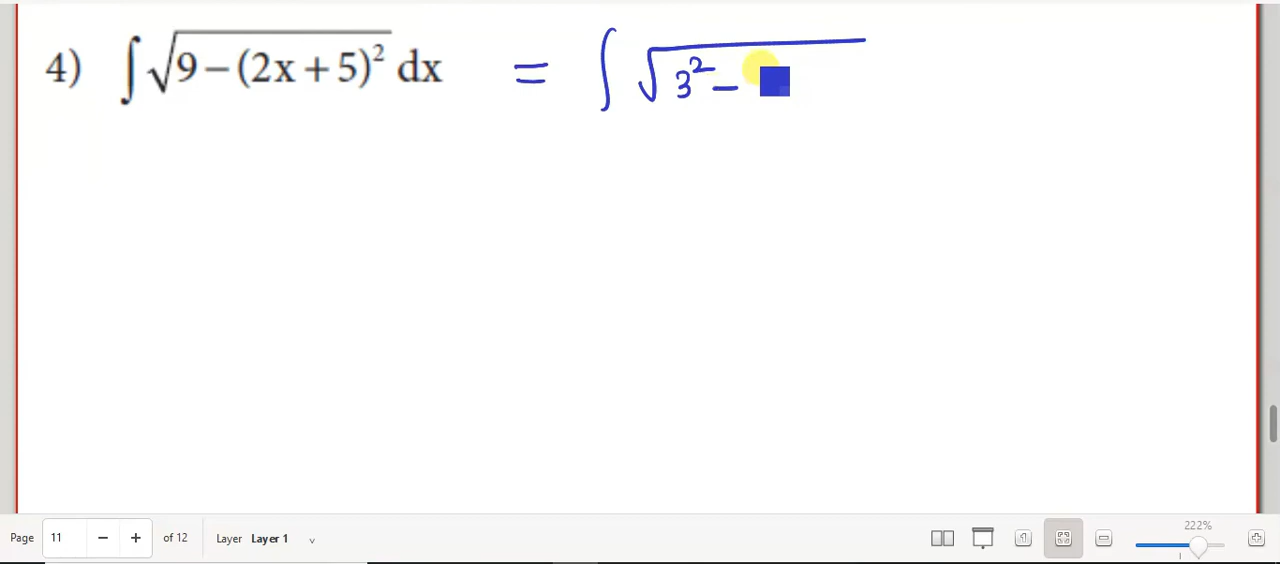 4) ∫√9 − (2x + 5)² dx = ∫√3² −
Page 11 − + of 12 Layer Layer 1 222%